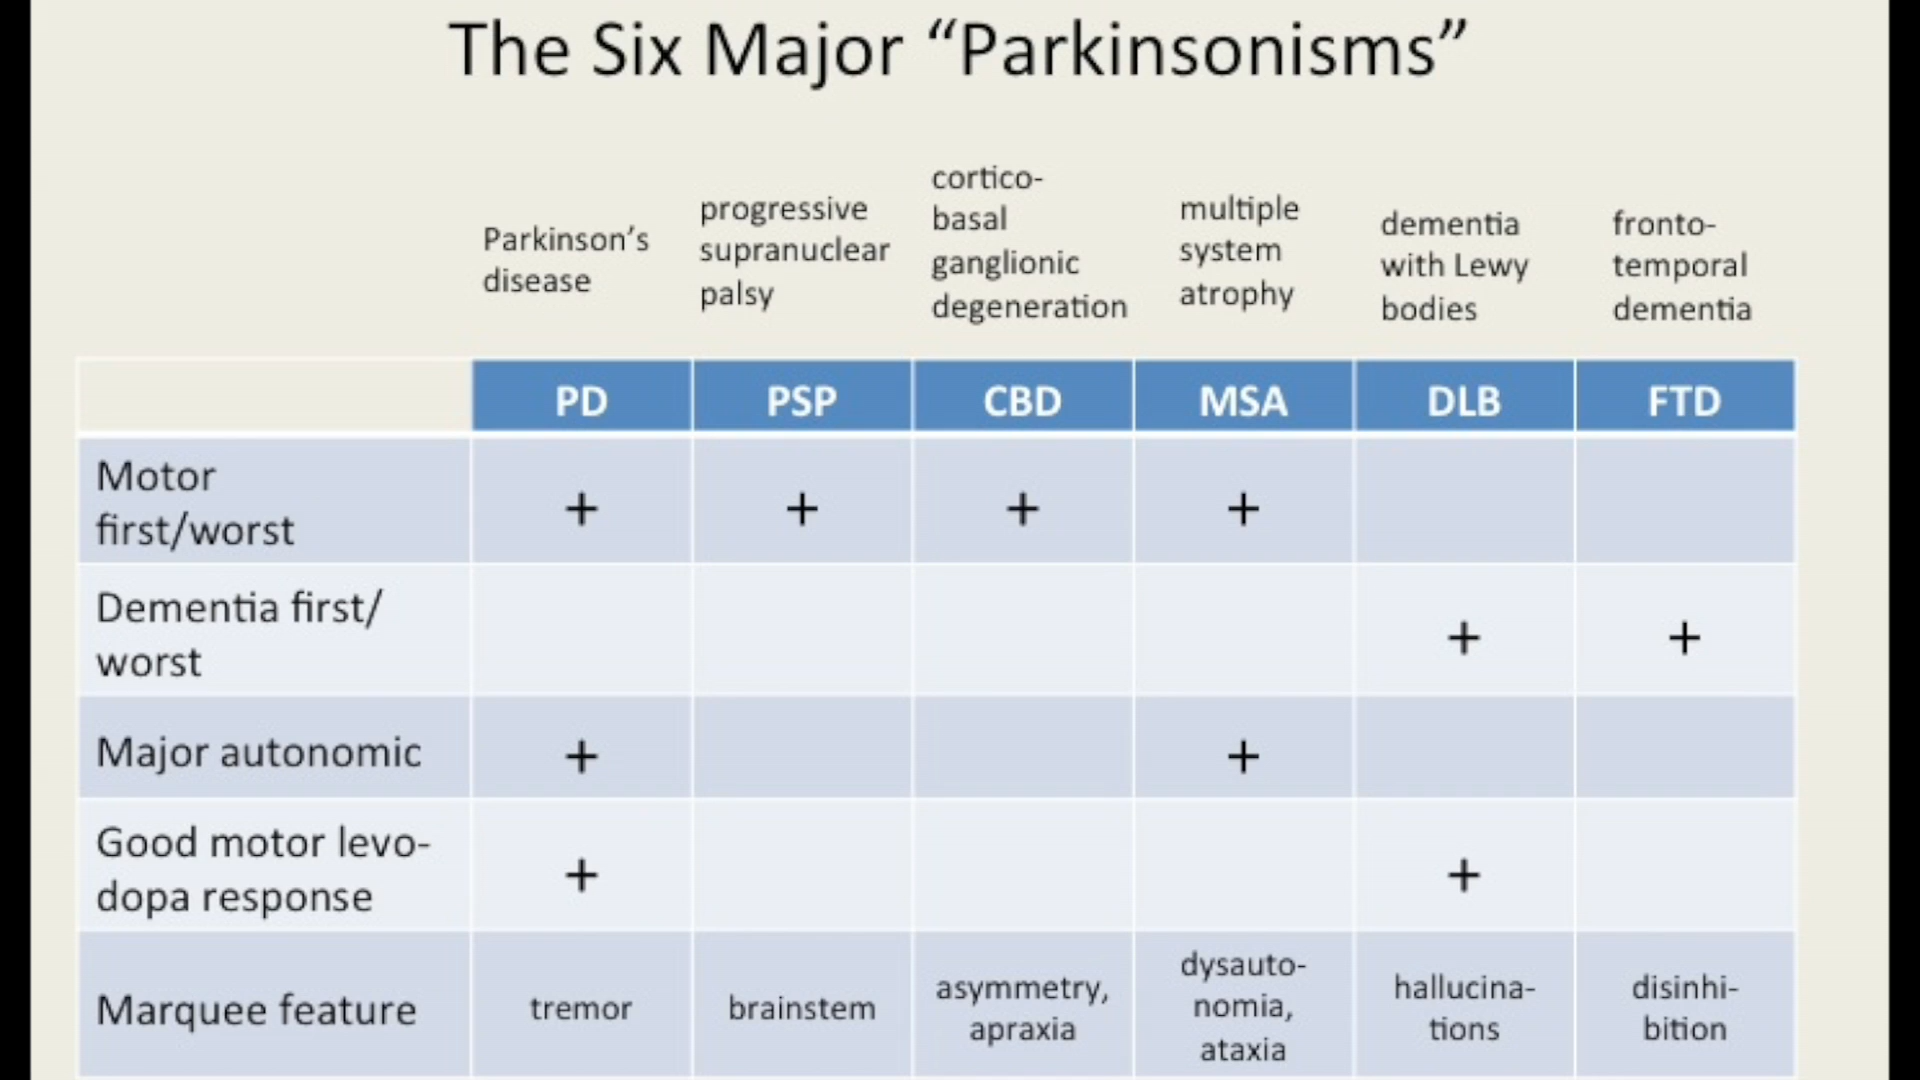 The Six Major “Parkinsonisms”
Parkinson’s
disease
progressive
supranuclear
palsy
cortico-
basal
ganglionic
degeneration
multiple
system
atrophy
dementia
with Lewy
bodies
fronto-
temporal
dementia
PD PSP CBD MSA DLB FTD
Motor
first/worst
+ + + +
Dementia first/
worst
+ +
Major autonomic + +
Good motor levo-
dopa response
+ +
Marquee feature
tremor
brainstem
asymmetry,
apraxia
dysauto-
nomia,
ataxia
hallucina-
tions
disinhi-
bition